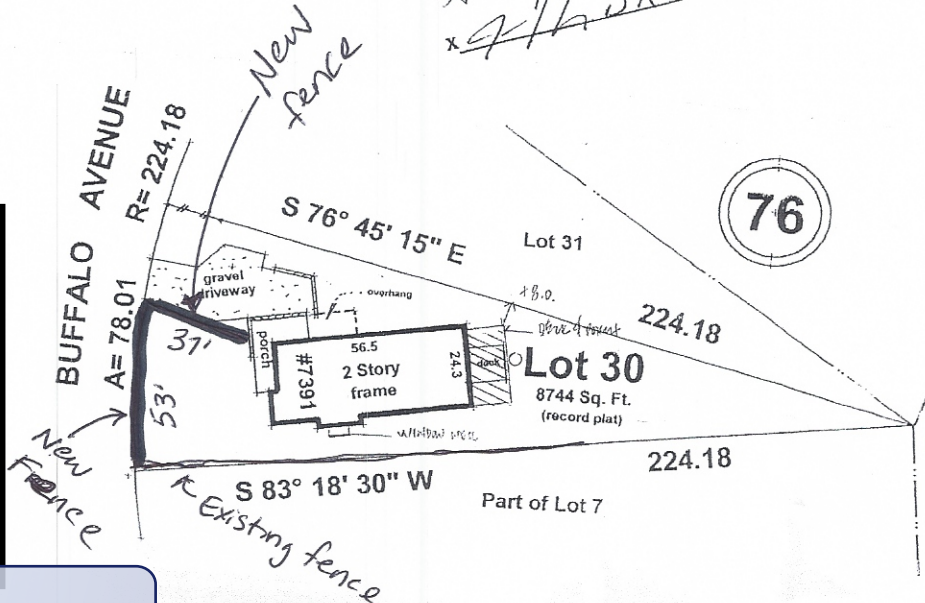 x
New
fence
BUFFALO AVENUE
R= 224.18
A= 78.01
S 76° 45' 15" E
Lot 31
76
gravel
driveway
overhang
224.18
37'
porch
56.5
#7391
2 Story
frame
24.3
deck
Lot 30
8744 Sq. Ft.
(record plat)
53'
New
Fence
224.18
S 83° 18' 30" W
Part of Lot 7
Existing fence